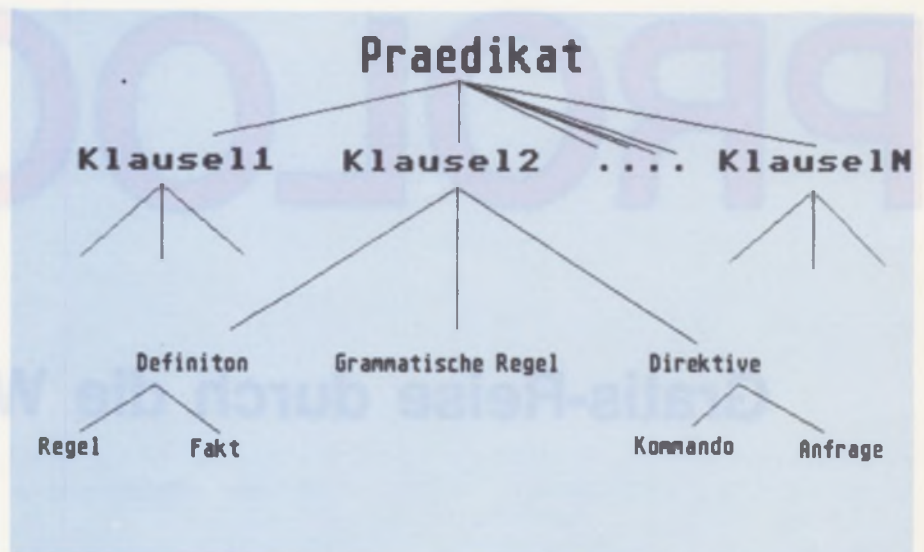 Praedikat
Klausel1 Klausel2 .... KlauselN
Definiton Grammatische Regel Direktive
Regel Fakt Kommando Anfrage